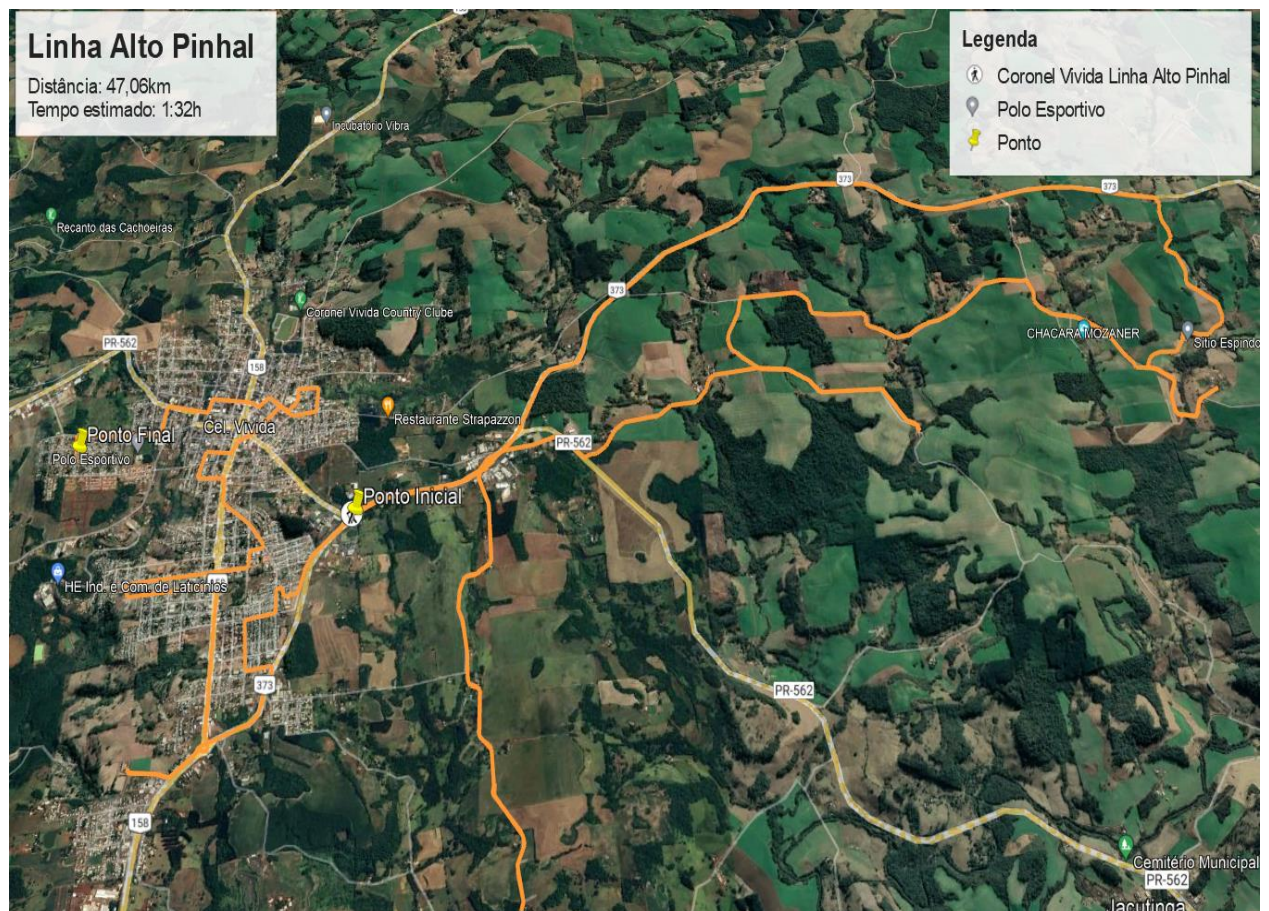 Linha Alto Pinhal
Distância: 47,06km
Tempo estimado: 1:32h
Legenda
Coronel Vivida Linha Alto Pinhal
Polo Esportivo
Ponto
158
Incubatório Vibra
373
373
Recanto das Cachoeiras
373
Coronel Vivida Country Clube
CHACARA MOZANER
Sitio Espindo
PR-562
158
Restaurante Strapazzon
Cel. Vivida
Ponto Final
Polo Esportivo
PR-562
Ponto Inicial
HE Ind. e Com. de Laticínios
158
373
PR-562
158
Cemitério Municipal
PR-562
Jacutinga